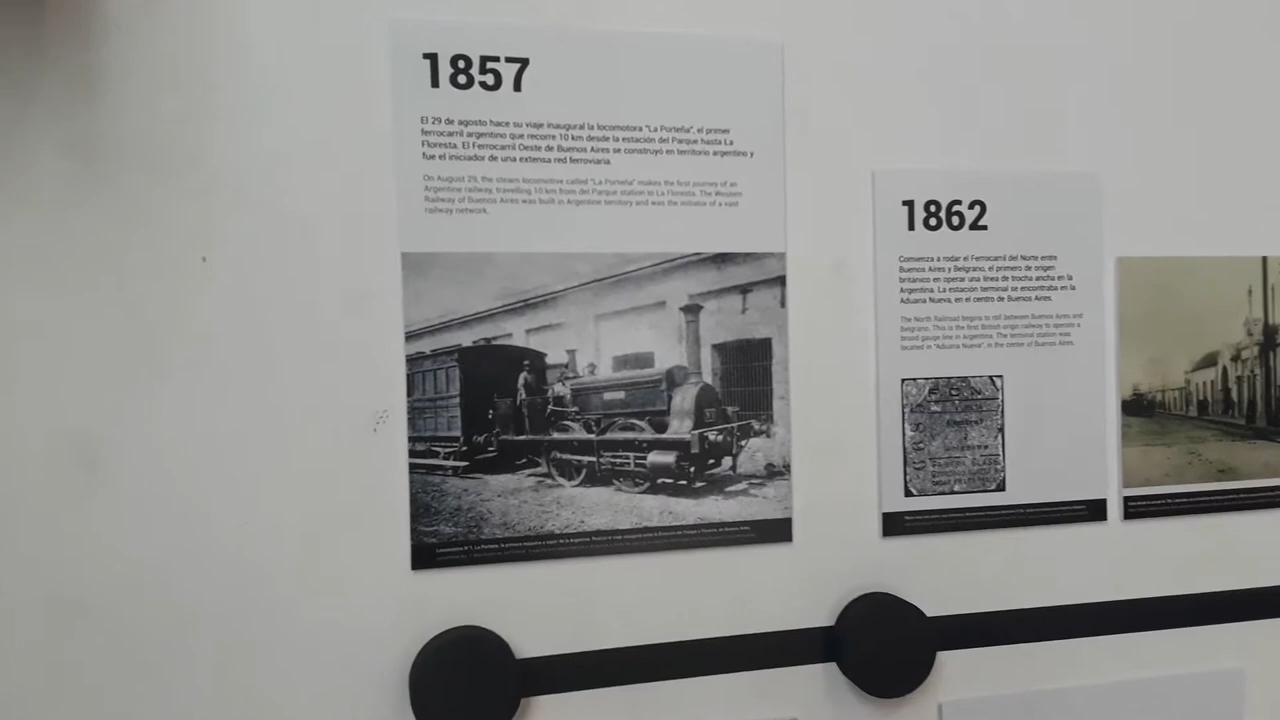 1857
El 29 de agosto hace su viaje inaugural la locomotora "La Porteña", el primer
ferrocarril argentino que recorre 10 km desde la estación del Parque hasta La
Floresta. El Ferrocarril Oeste de Buenos Aires se construyó en territorio argentino y
fue el iniciador de una extensa red ferroviaria.
On August 29, the steam locomotive called "La Porteña" makes the first journey of an
Argentine railway, travelling 10 km from del Parque station to La Floresta. The Western
Railway of Buenos Aires was built in Argentine territory and was the initiator of a vast
railway network.
1862
Comienza a rodar el Ferrocarril del Norte entre
Buenos Aires y Belgrano, el primero de origen
británico en operar una línea de trocha ancha en la
Argentina. La estación terminal se encontraba en la
Aduana Nueva, en el centro de Buenos Aires.
The North Railroad begins to roll between Buenos Aires and
Belgrano. This is the first British origin railway to operate a
broad gauge line in Argentina. The terminal station was
located in "Aduana Nueva", in the center of Buenos Aires.
F.C.N.
CLASE